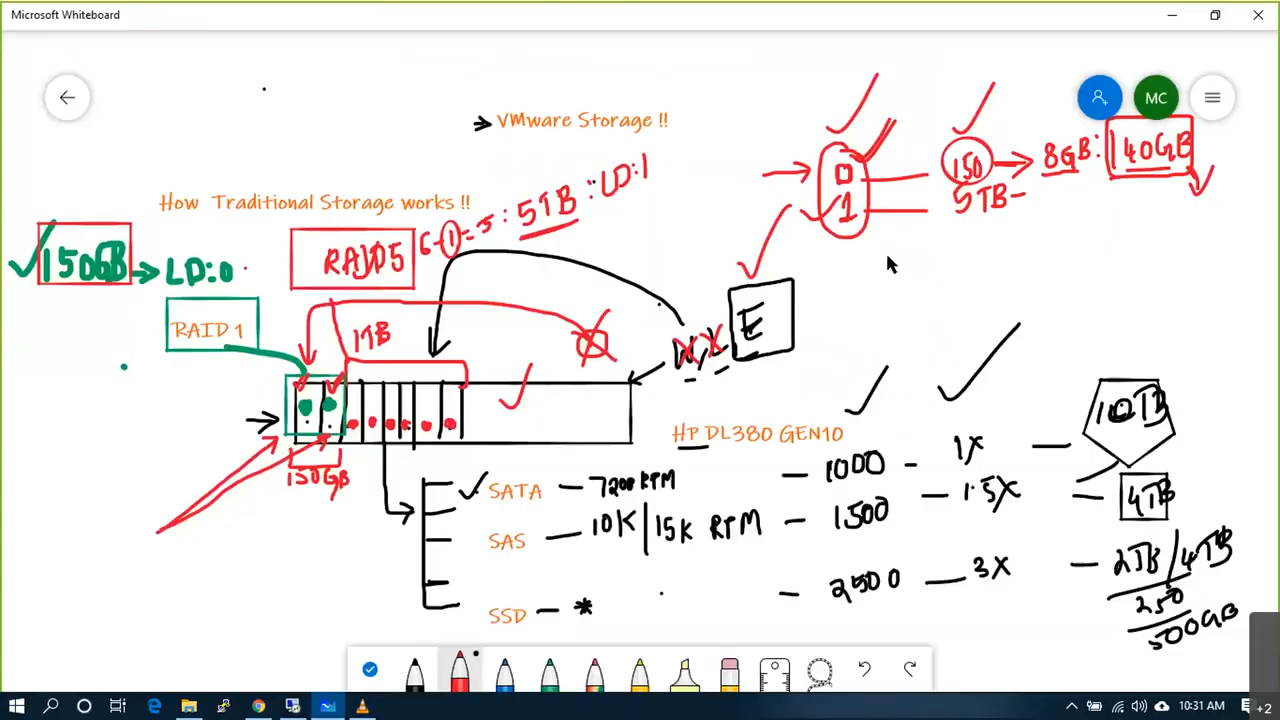 Microsoft Whiteboard
MC
VMware Storage !!
0
150
8GB:
140GB
5TB-
1
How Traditional Storage works !!
RAID5
6-1=5:5TB:LD:1
150GB
LD:0
RAID 1
1TB
E
150GB
HP DL380 GEN10
SATA - 7200 RPM - 1000 - 1X - 10TB
SAS - 10K/15K RPM - 1500 - 1.5X = 4TB
SSD - * - 2500 - 3X - 2TB/4TB
250
500GB
10:31 AM
+2